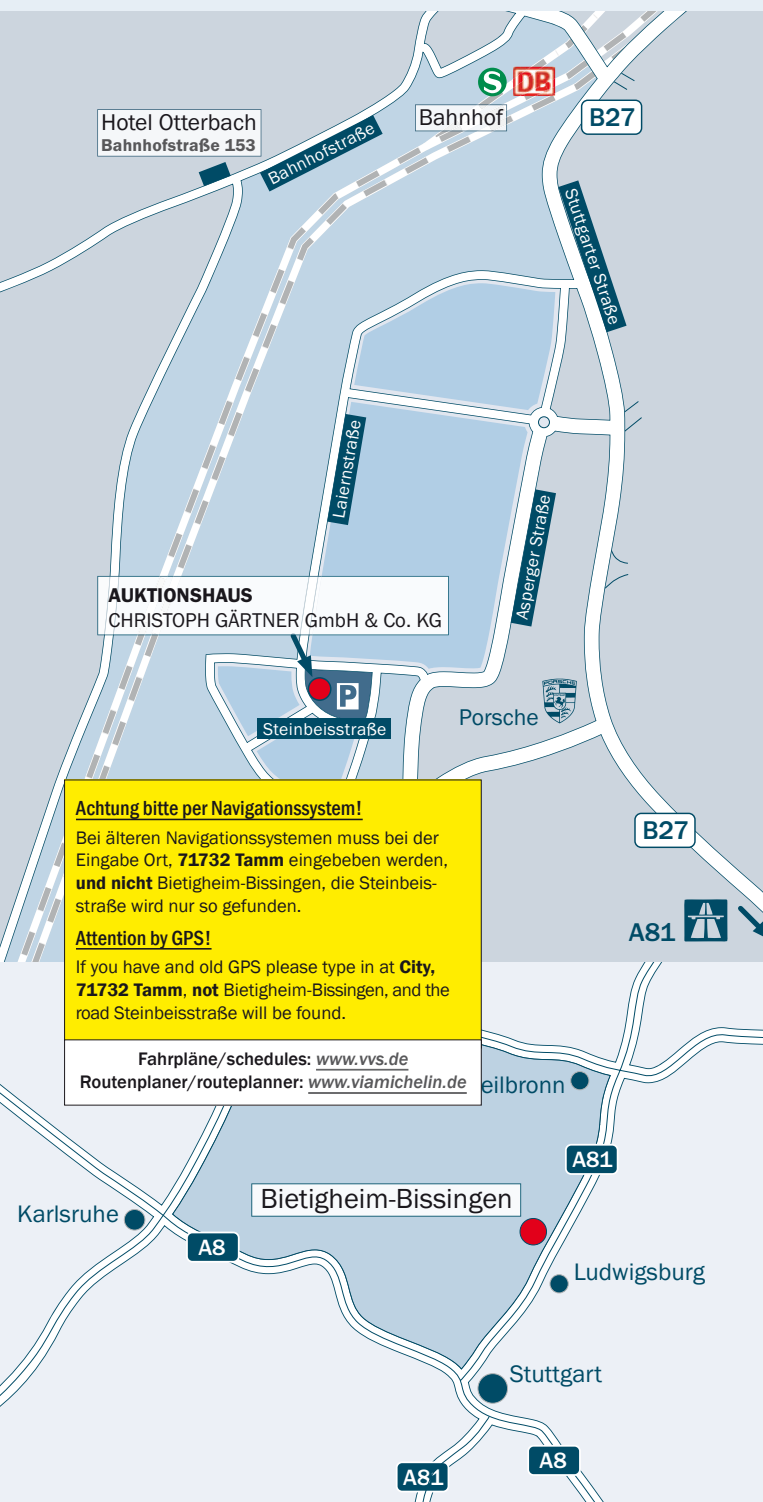 S DB
Bahnhof
B27
Hotel Otterbach
Bahnhofstraße 153
Bahnhofstraße
Stuttgarter Straße
Laiernstraße
Asperger Straße
AUKTIONSHAUS
CHRISTOPH GÄRTNER GmbH & Co. KG
P
Steinbeisstraße
PORSCHE
Porsche
B27
A81
Achtung bitte per Navigationssystem!
Bei älteren Navigationssystemen muss bei der
Eingabe Ort, 71732 Tamm eingebeben werden,
und nicht Bietigheim-Bissingen, die Steinbeis-
straße wird nur so gefunden.
Attention by GPS!
If you have and old GPS please type in at City,
71732 Tamm, not Bietigheim-Bissingen, and the
road Steinbeisstraße will be found.
Fahrpläne/schedules: www.vvs.de
Routenplaner/routeplanner: www.viamichelin.de
eilbronn
A81
Bietigheim-Bissingen
Karlsruhe
A8
Ludwigsburg
Stuttgart
A8
A81